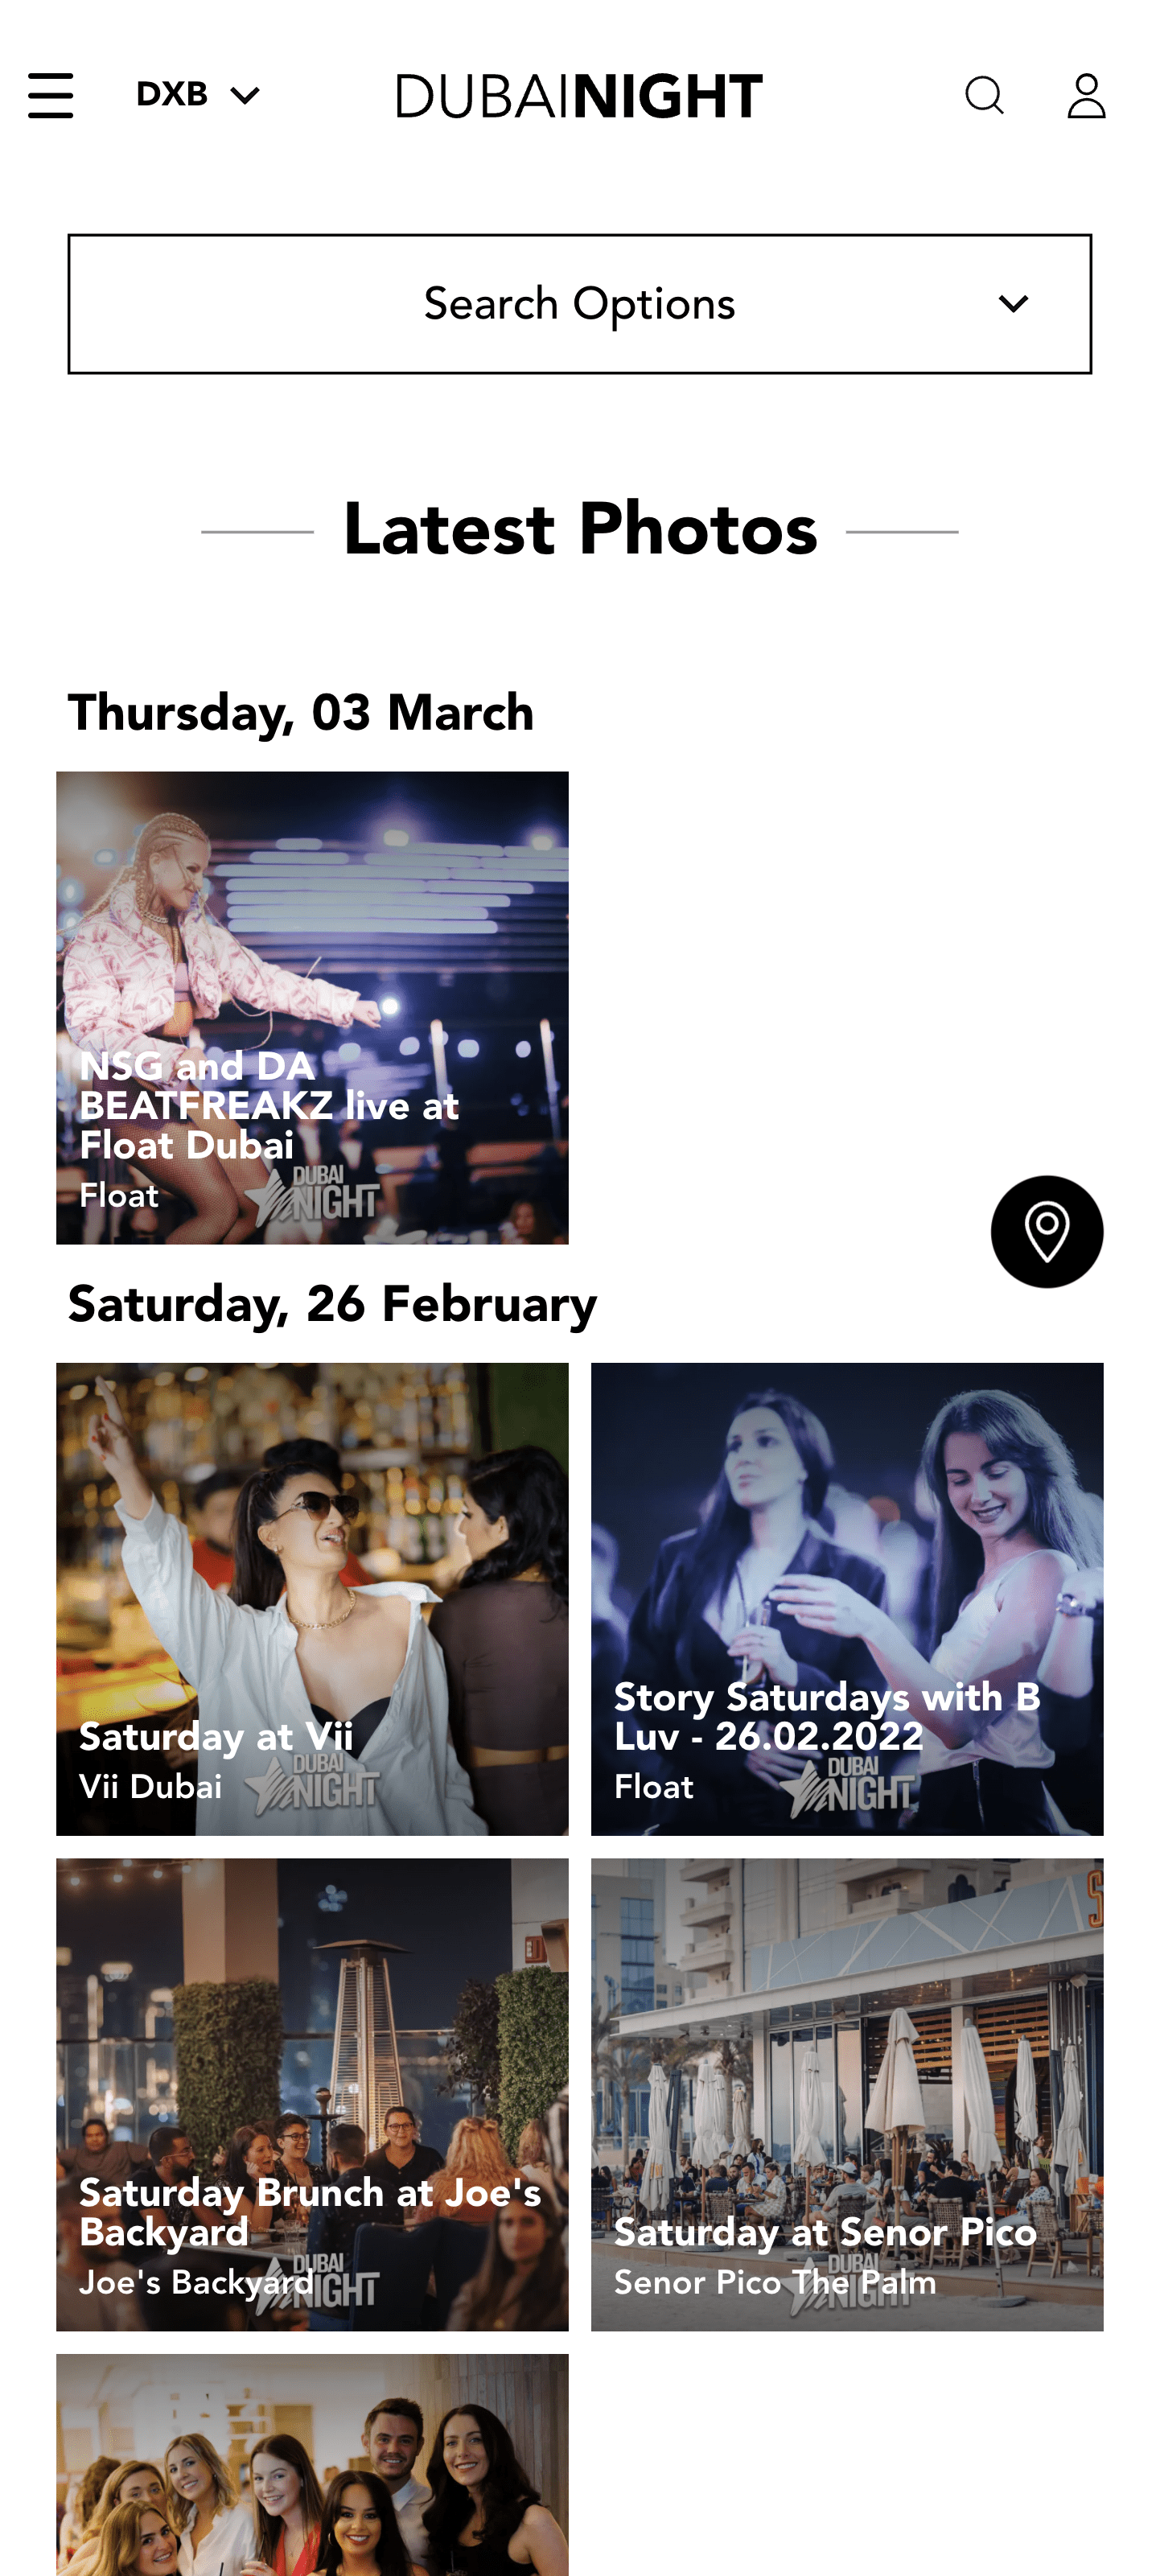 DXB
DUBAINIGHT
Search Options
Latest Photos
Thursday, 03 March
NSG and DA
BEATFREAKZ live at
Float Dubai
Float
DUBAI
NIGHT
Saturday, 26 February
Saturday at Vii
Vii Dubai
DUBAI
NIGHT
Story Saturdays with B
Luv - 26.02.2022
Float
DUBAI
NIGHT
Saturday Brunch at Joe's
Backyard
Joe's Backyard
DUBAI
NIGHT
S
Saturday at Senor Pico
Senor Pico The Palm
DUBAI
NIGHT